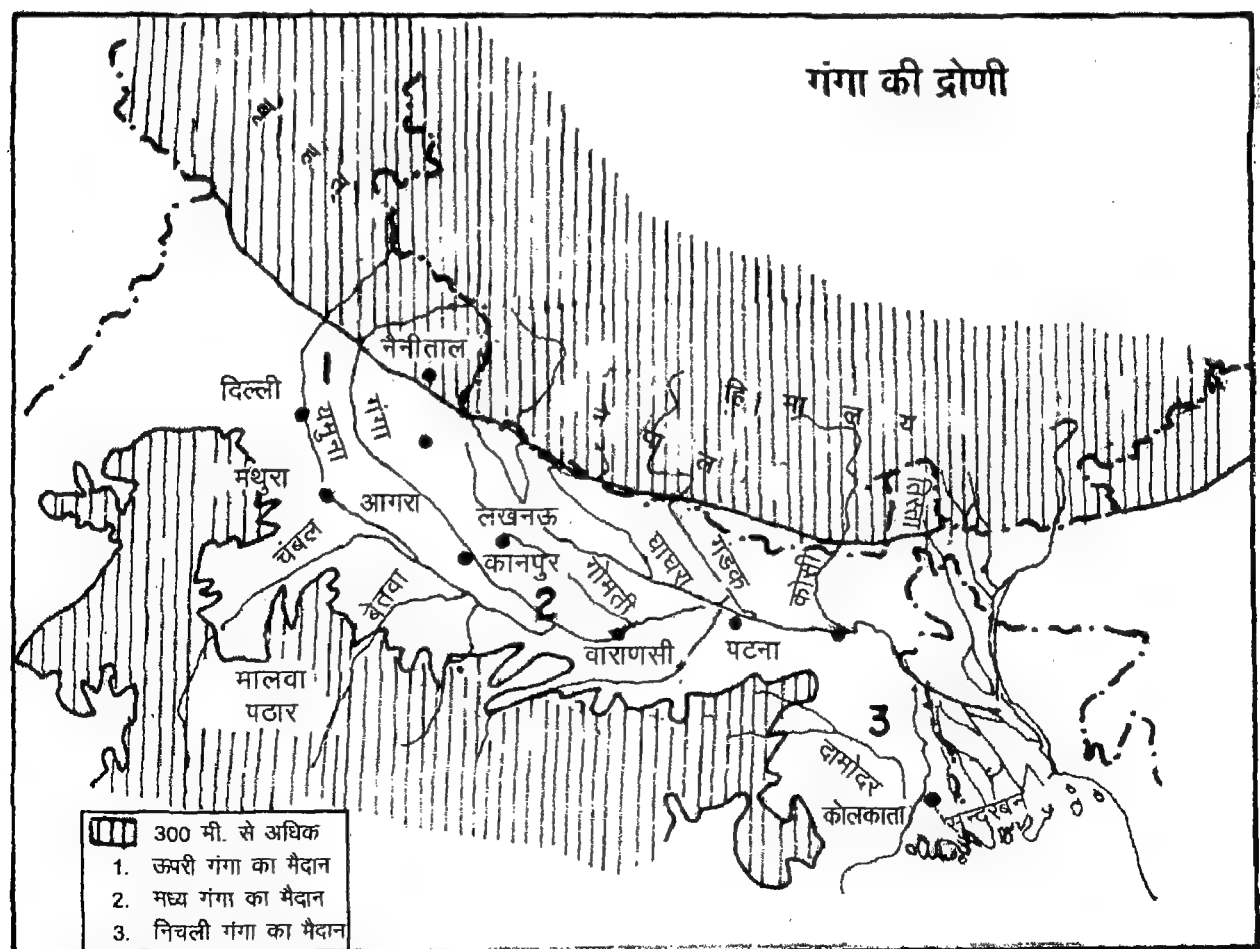 गंगा की द्रोणी
नैनीताल
दिल्ली
यमुना
गंगा
1
हिमालय
नेपाल
मथुरा
आगरा
तिस्ता
चंबल
लखनऊ
कानपुर
घाघरा
गंडक
कोसी
बेतवा
गोमती
2
वाराणसी
पटना
मालवा
पठार
3
दामोदर
कोलकाता
सुन्दरबन
300 मी. से अधिक
1. ऊपरी गंगा का मैदान
2. मध्य गंगा का मैदान
3. निचली गंगा का मैदान